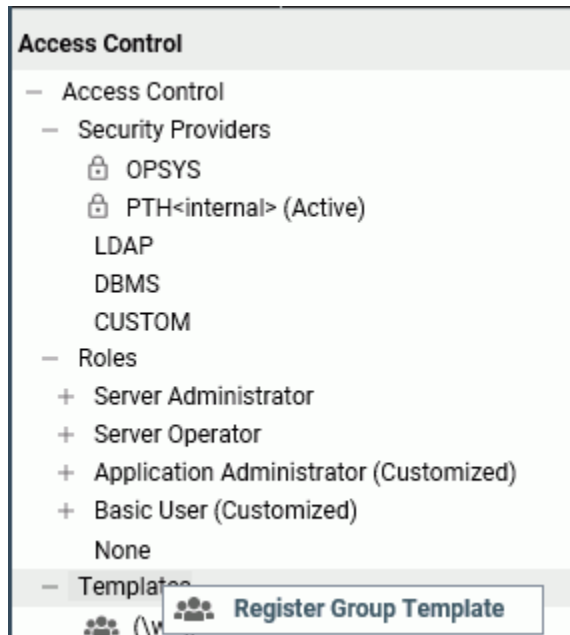 Access Control
Access Control
Security Providers
OPSYS
PTH<internal> (Active)
LDAP
DBMS
CUSTOM
Roles
Server Administrator
Server Operator
Application Administrator (Customized)
Basic User (Customized)
None
Templates
Register Group Template